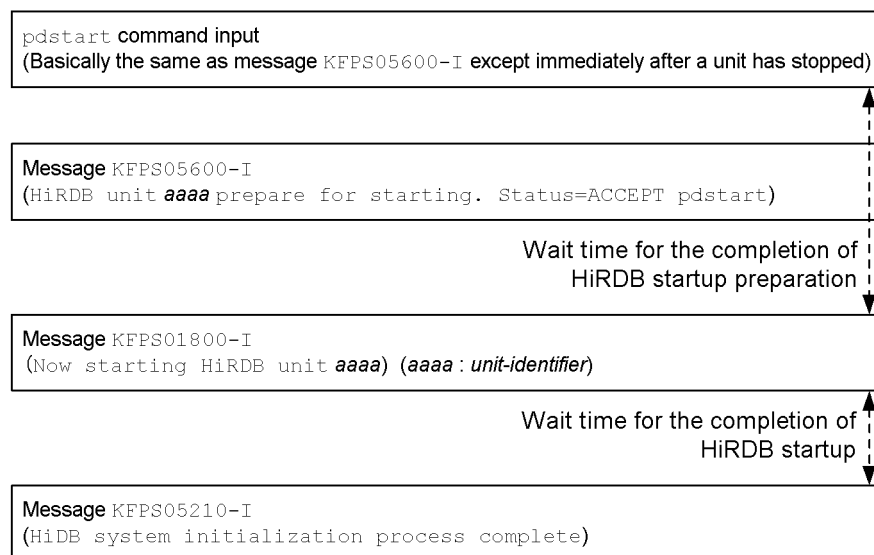 pdstart command input
(Basically the same as message KFPS05600-I except immediately after a unit has stopped)
Message KFPS05600-I
(HiRDB unit aaaa prepare for starting. Status=ACCEPT pdstart)
Wait time for the completion of
HiRDB startup preparation
Message KFPS01800-I
(Now starting HiRDB unit aaaa) (aaaa : unit-identifier)
Wait time for the completion of
HiRDB startup
Message KFPS05210-I
(HiDB system initialization process complete)